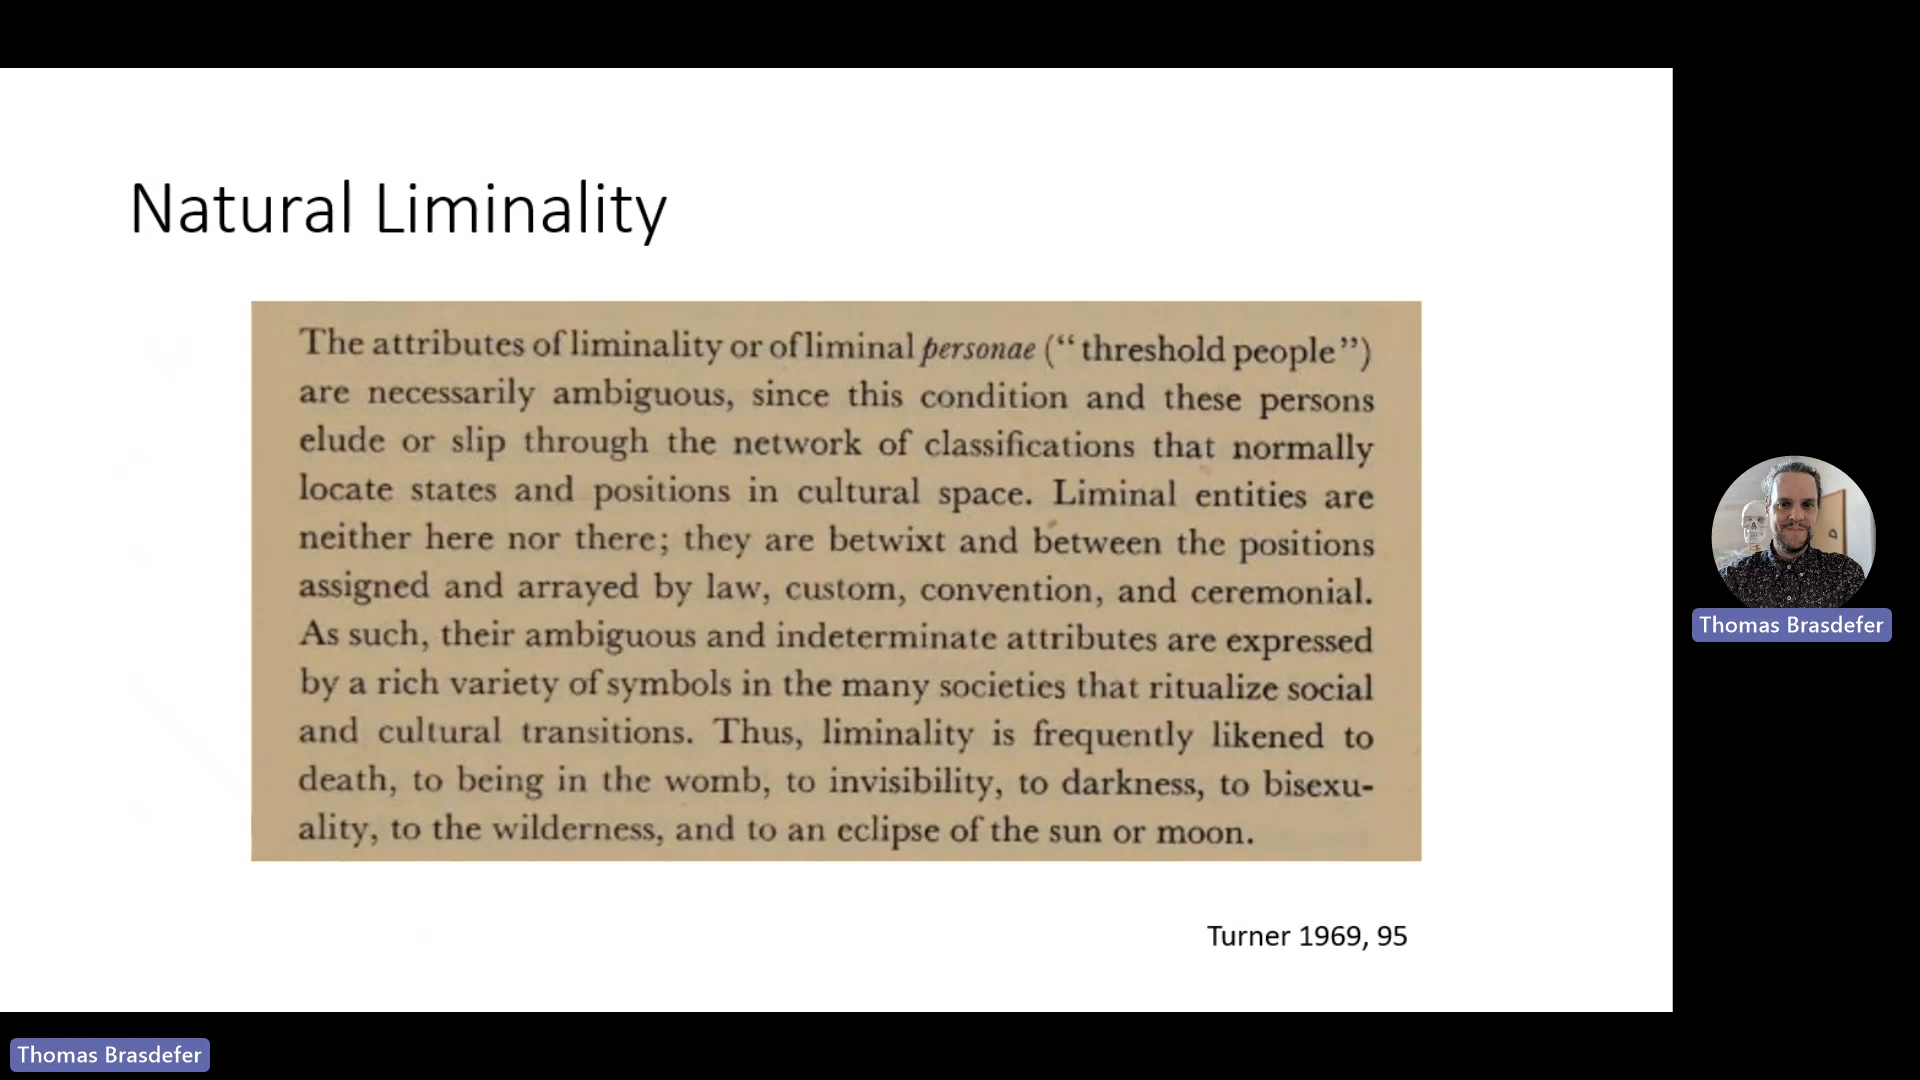 Natural Liminality
The attributes of liminality or of liminal personae (“threshold people”)
are necessarily ambiguous, since this condition and these persons
elude or slip through the network of classifications that normally
locate states and positions in cultural space. Liminal entities are
neither here nor there; they are betwixt and between the positions
assigned and arrayed by law, custom, convention, and ceremonial.
As such, their ambiguous and indeterminate attributes are expressed
by a rich variety of symbols in the many societies that ritualize social
and cultural transitions. Thus, liminality is frequently likened to
death, to being in the womb, to invisibility, to darkness, to bisexu-
ality, to the wilderness, and to an eclipse of the sun or moon.
Turner 1969, 95
Thomas Brasdefer
Thomas Brasdefer